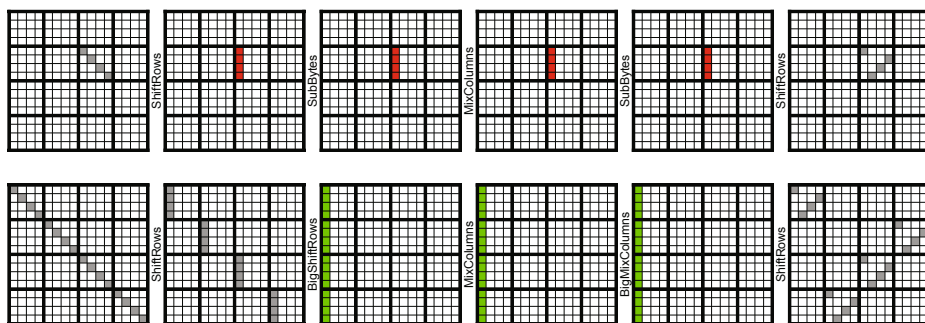 ShiftRows
SubBytes
MixColumns
SubBytes
ShiftRows
ShiftRows
BigShiftRows
MixColumns
BigMixColumns
ShiftRows